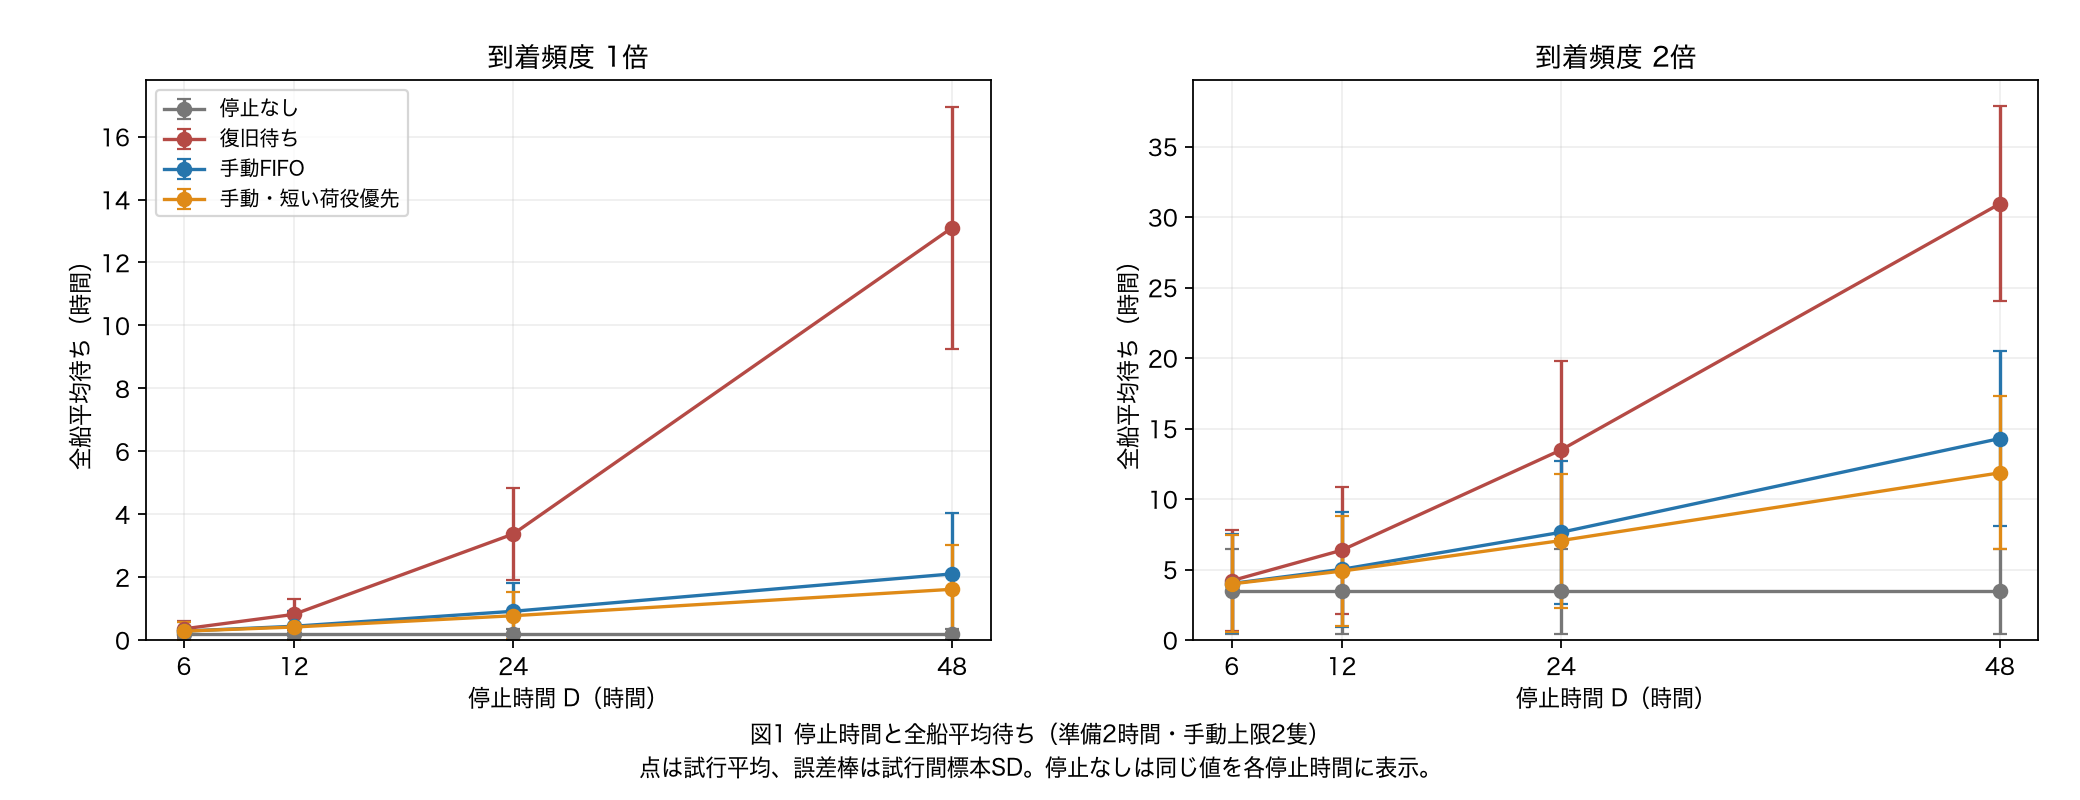 到着頻度 1倍
停止なし
復旧待ち
手動FIFO
手動・短い荷役優先
全船平均待ち（時間）
16
14
12
10
8
6
4
2
0
6
12
24
48
停止時間 D（時間）
到着頻度 2倍
全船平均待ち（時間）
35
30
25
20
15
10
5
0
6
12
24
48
停止時間 D（時間）
図1 停止時間と全船平均待ち（準備2時間・手動上限2隻）
点は試行平均、誤差棒は試行間標本SD。停止なしは同じ値を各停止時間に表示。